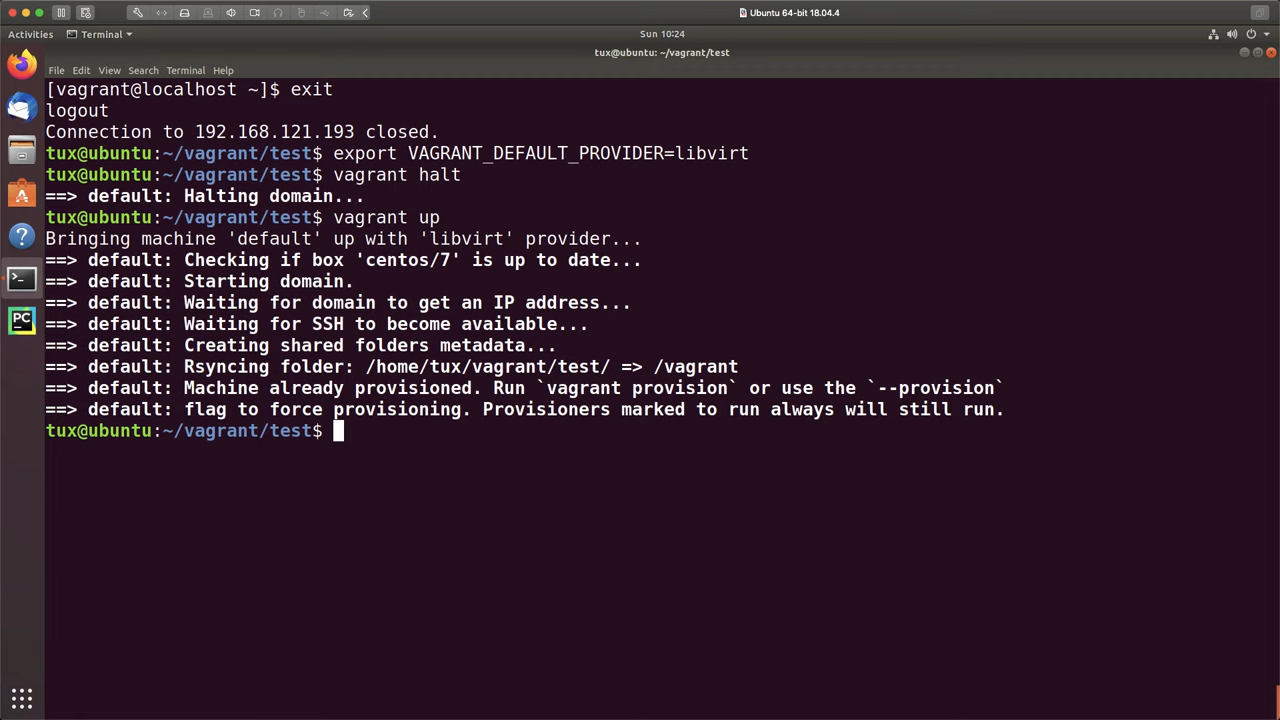 Ubuntu 64-bit 18.04.4
Activities Terminal Sun 10:24
tux@ubuntu: ~/vagrant/test
File Edit View Search Terminal Help
[vagrant@localhost ~]$ exit
logout
Connection to 192.168.121.193 closed.
tux@ubuntu:~/vagrant/test$ export VAGRANT_DEFAULT_PROVIDER=libvirt
tux@ubuntu:~/vagrant/test$ vagrant halt
==> default: Halting domain...
tux@ubuntu:~/vagrant/test$ vagrant up
Bringing machine 'default' up with 'libvirt' provider...
==> default: Checking if box 'centos/7' is up to date...
==> default: Starting domain.
==> default: Waiting for domain to get an IP address...
==> default: Waiting for SSH to become available...
==> default: Creating shared folders metadata...
==> default: Rsyncing folder: /home/tux/vagrant/test/ => /vagrant
==> default: Machine already provisioned. Run `vagrant provision` or use the `--provision`
==> default: flag to force provisioning. Provisioners marked to run always will still run.
tux@ubuntu:~/vagrant/test$
PC